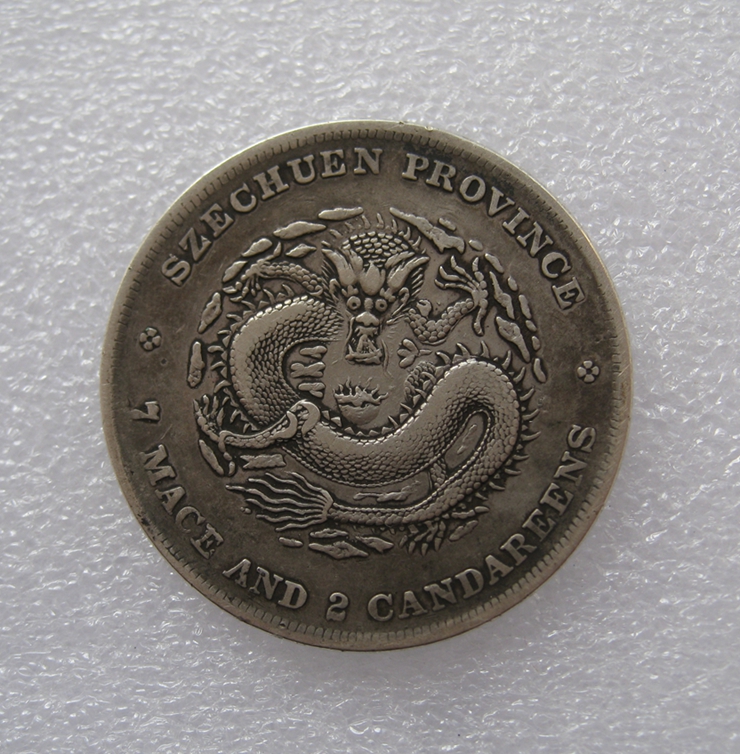 SZECHUEN PROVINCE
7 MACE AND 2 CANDAREENS